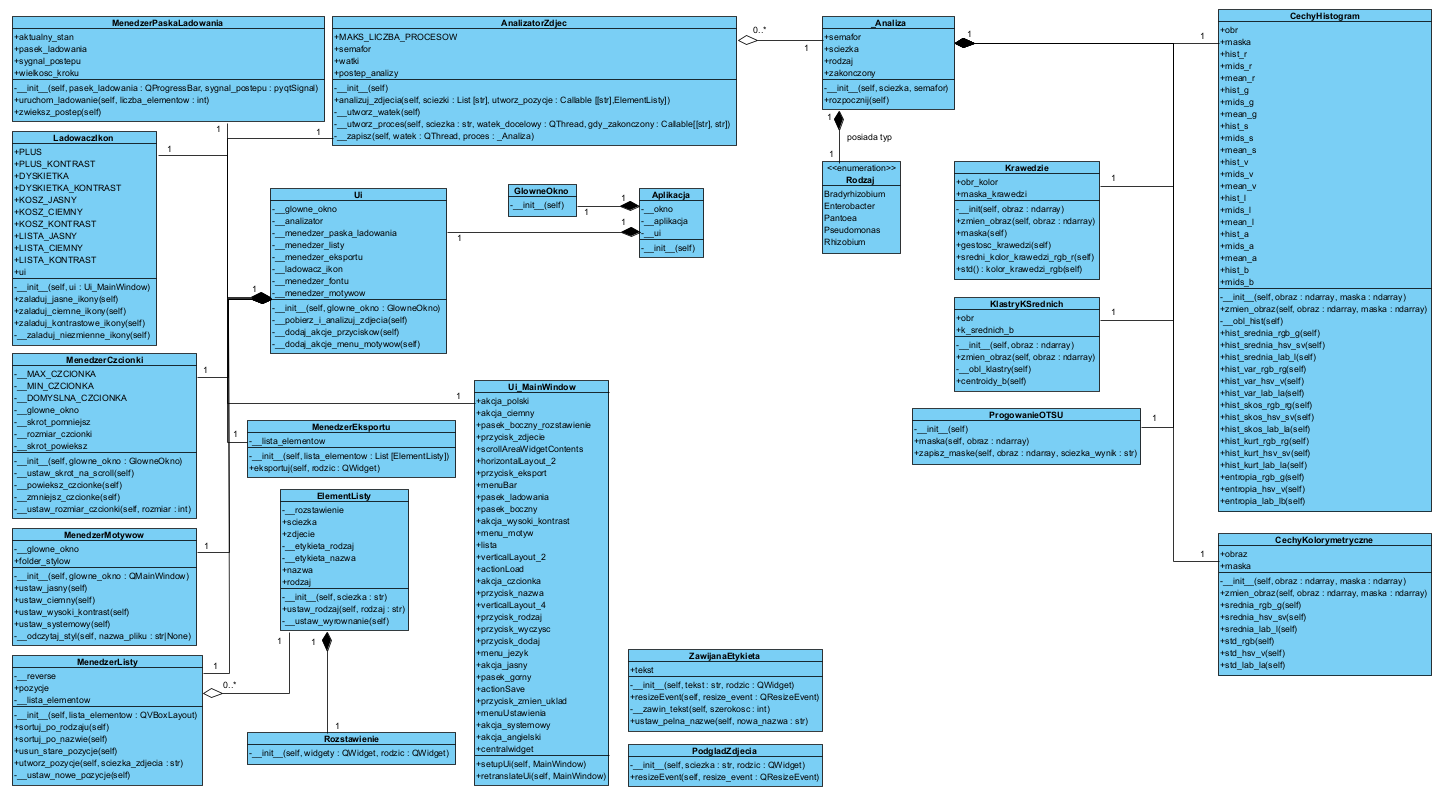 MenedzerPaskaLadowania
+aktualny_stan
+pasek_ladowania
+sygnal_postepu
+wielkosc_kroku
-__init__(self, pasek_ladowania : QProgressBar, sygnal_postepu : pyqtSignal)
+uruchom_ladowanie(self, liczba_elementow : int)
+zwieksz_postep(self)
AnalizatorZdjec
+MAKS_LICZBA_PROCESOW
+semafor
+watki
+postep_analizy
-__init__(self)
+analizuj_zdjecia(self, sciezki : List [str], utworz_pozycje : Callable [[str],ElementListy])
-__utworz_watek(self)
-__utworz_proces(self, sciezka : str, watek_docelowy : QThread, gdy_zakonczony : Callable[[str], str])
-__zapisz(self, watek : QThread, proces : _Analiza)
0..*
1
_Analiza
+semafor
+sciezka
+rodzaj
+zakonczony
-__init__(self, sciezka, semafor)
+rozpocznij(self)
1
1
1
posiada typ
1
<<enumeration>>
Rodzaj
Bradyrhizobium
Enterobacter
Pantoea
Pseudomonas
Rhizobium
CechyHistogram
+obr
+maska
+hist_r
+mids_r
+mean_r
+hist_g
+mids_g
+mean_g
+hist_s
+mids_s
+mean_s
+hist_v
+mids_v
+mean_v
+hist_l
+mids_l
+mean_l
+hist_a
+mids_a
+mean_a
+hist_b
+mids_b
-__init__(self, obraz : ndarray, maska : ndarray)
+zmien_obraz(self, obraz : ndarray, maska : ndarray)
-__obl_hist(self)
+hist_srednia_rgb_g(self)
+hist_srednia_hsv_sv(self)
+hist_srednia_lab_l(self)
+hist_var_rgb_rg(self)
+hist_var_hsv_v(self)
+hist_var_lab_la(self)
+hist_skos_rgb_rg(self)
+hist_skos_hsv_sv(self)
+hist_skos_lab_la(self)
+hist_kurt_rgb_rg(self)
+hist_kurt_hsv_sv(self)
+hist_kurt_lab_la(self)
+entropia_rgb_g(self)
+entropia_hsv_v(self)
+entropia_lab_lb(self)
Krawedzie
+obr_kolor
+maska_krawedzi
-__init(self, obraz : ndarray)
+zmien_obraz(self, obraz : ndarray)
+maska(self)
+gestosc_krawedzi(self)
+sredni_kolor_krawedzi_rgb_r(self)
+std() : kolor_krawedzi_rgb(self)
1
KlastryKSrednich
+obr
+k_srednich_b
-__init__(self, obraz : ndarray)
+zmien_obraz(self, obraz : ndarray)
-__obl_klastry(self)
+centroidy_b(self)
1
ProgowanieOTSU
-__init__(self)
+maska(self, obraz : ndarray)
+zapisz_maske(self, obraz : ndarray, sciezka_wynik : str)
1
CechyKolorymetryczne
+obraz
+maska
-__init__(self, obraz : ndarray, maska : ndarray)
+zmien_obraz(self, obraz : ndarray, maska : ndarray)
+srednia_rgb_g(self)
+srednia_hsv_sv(self)
+srednia_lab_l(self)
+std_rgb(self)
+std_hsv_v(self)
+std_lab_la(self)
1
LadowaczIkon
+PLUS
+PLUS_KONTRAST
+DYSKIETKA
+DYSKIETKA_KONTRAST
+KOSZ_JASNY
+KOSZ_CIEMNY
+KOSZ_KONTRAST
+LISTA_JASNY
+LISTA_CIEMNY
+LISTA_KONTRAST
+ui
-__init__(self, ui : Ui_MainWindow)
+zaladuj_jasne_ikony(self)
+zaladuj_ciemne_ikony(self)
+zaladuj_kontrastowe_ikony(self)
-__zaladuj_niezmienne_ikony(self)
1
1
1
Ui
-__glowne_okno
-__analizator
-__menedzer_paska_ladowania
-__menedzer_listy
-__menedzer_eksportu
-__ladowacz_ikon
-__menedzer_fontu
-__menedzer_motywow
-__init__(self, glowne_okno : GlowneOkno)
-__pobierz_i_analizuj_zdjecia(self)
-__dodaj_akcje_przyciskow(self)
-__dodaj_akcje_menu_motywow(self)
1
GlowneOkno
-__init__(self)
1
1
Aplikacja
-__okno
-__aplikacja
-__ui
-__init__(self)
1
1
MenedzerCzcionki
-__MAX_CZCIONKA
-__MIN_CZCIONKA
-__DOMYSLNA_CZCIONKA
-__glowne_okno
-__skrot_pomniejsz
-__rozmiar_czcionki
-__skrot_powieksz
-__init__(self, glowne_okno : GlowneOkno)
-__ustaw_skrot_na_scroll(self)
-__powieksz_czcionke(self)
-__zmniejsz_czcionke(self)
-__ustaw_rozmiar_czcionki(self, rozmiar : int)
1
MenedzerEksportu
-__lista_elementow
-__init__(self, lista_elementow : List [ElementListy])
+eksportuj(self, rodzic : QWidget)
1
Ui_MainWindow
+akcja_polski
+akcja_ciemny
+pasek_boczny_rozstawienie
+przycisk_zdjecie
+scrollAreaWidgetContents
+horizontalLayout_2
+przycisk_eksport
+menuBar
+pasek_ladowania
+pasek_boczny
+akcja_wysoki_kontrast
+menu_motyw
+lista
+verticalLayout_2
+actionLoad
+akcja_czcionka
+przycisk_nazwa
+verticalLayout_4
+przycisk_rodzaj
+przycisk_wyczysc
+przycisk_dodaj
+menu_jezyk
+akcja_jasny
+pasek_gorny
+actionSave
+przycisk_zmien_uklad
+menuUstawienia
+akcja_systemowy
+akcja_angielski
+centralwidget
+setupUi(self, MainWindow)
+retranslateUi(self, MainWindow)
1
ElementListy
-__rozstawienie
+sciezka
+zdjecie
-__etykieta_rodzaj
-__etykieta_nazwa
+nazwa
+rodzaj
-__init__(self, sciezka : str)
+ustaw_rodzaj(self, rodzaj : str)
-__ustaw_wyrownanie(self)
1
1
1
Rozstawienie
-__init__(self, widgety : QWidget, rodzic : QWidget)
MenedzerMotywow
-__glowne_okno
+folder_stylow
-__init__(self, glowne_okno : QMainWindow)
+ustaw_jasny(self)
+ustaw_ciemny(self)
+ustaw_wysoki_kontrast(self)
+ustaw_systemowy(self)
-__odczytaj_styl(self, nazwa_pliku : str|None)
1
MenedzerListy
-__reverse
+pozycje
-__lista_elementow
-__init__(self, lista_elementow : QVBoxLayout)
+sortuj_po_rodzaju(self)
+sortuj_po_nazwie(self)
+usun_stare_pozycje(self)
+utworz_pozycje(self, sciezka_zdjecia : str)
-__ustaw_nowe_pozycje(self)
1
0..*
ZawijanaEtykieta
+tekst
-__init__(self, tekst : str, rodzic : QWidget)
+resizeEvent(self, resize_event : QResizeEvent)
-__zawin_tekst(self, szerokosc : int)
+ustaw_pelna_nazwe(self, nowa_nazwa : str)
PodgladZdjecia
-__init__(self, sciezka : str, rodzic : QWidget)
+resizeEvent(self, resize_event : QResizeEvent)